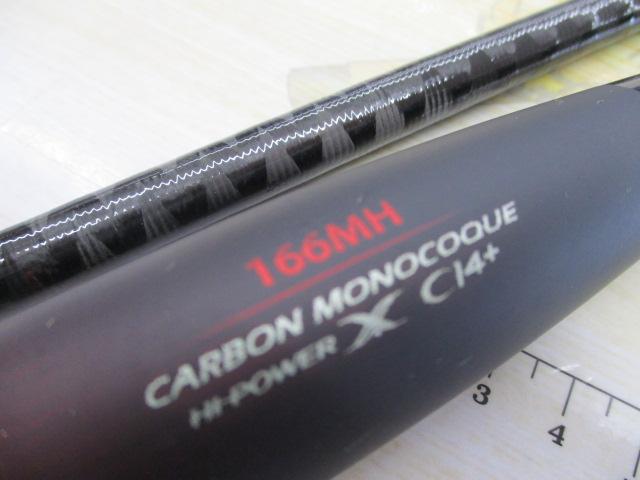 166MH
CARBON MONOCOQUE
HI-POWER X CI4+
3
4